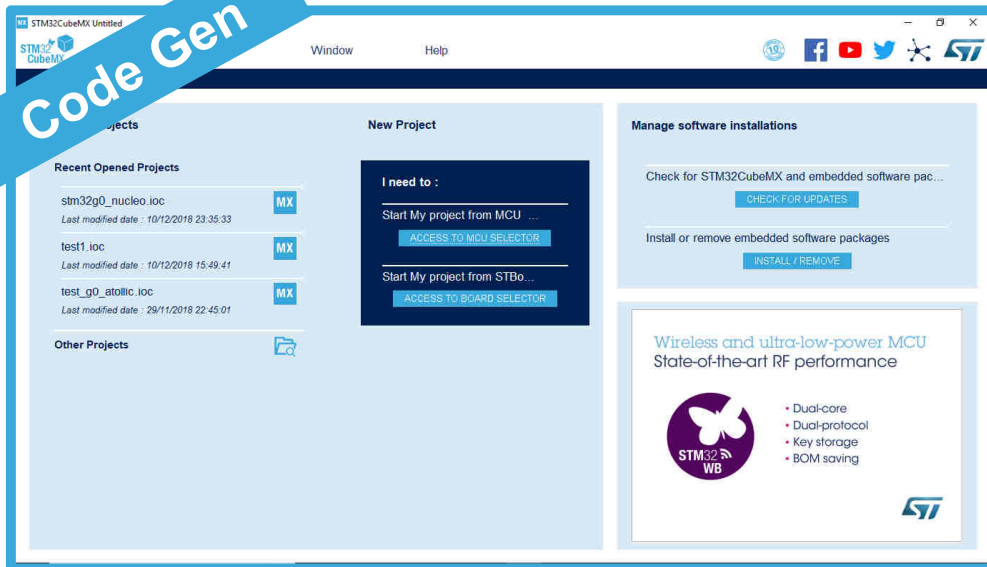 STM32CubeMX Untitled
Code Gen
STM32
CubeMX
Window
Help
10
New Project
Manage software installations
Recent Opened Projects
stm32g0_nucleo.ioc
MX
Last modified date : 10/12/2018 23:35:33
test1.ioc
MX
Last modified date : 10/12/2018 15:49:41
test_g0_atollic.ioc
MX
Last modified date : 29/11/2018 22:45:01
Other Projects
I need to :
Start My project from MCU ...
ACCESS TO MCU SELECTOR
Start My project from STBo...
ACCESS TO BOARD SELECTOR
Check for STM32CubeMX and embedded software pac...
CHECK FOR UPDATES
Install or remove embedded software packages
INSTALL / REMOVE
Wireless and ultra-low-power MCU
State-of-the-art RF performance
• Dual-core
• Dual-protocol
• Key storage
• BOM saving
STM32
WB
ST